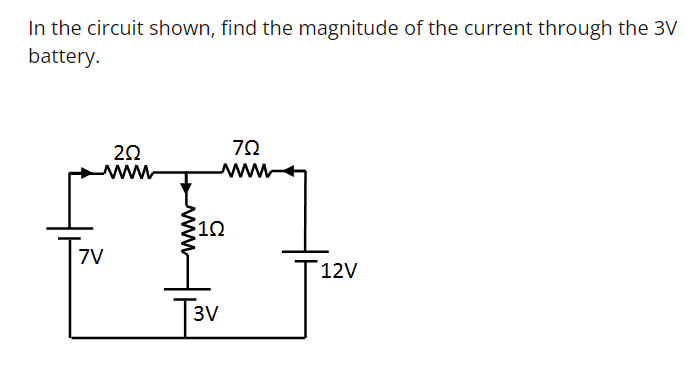 In the circuit shown, find the magnitude of the current through the 3V
battery.
2Ω
7Ω
1Ω
7V
12V
3V